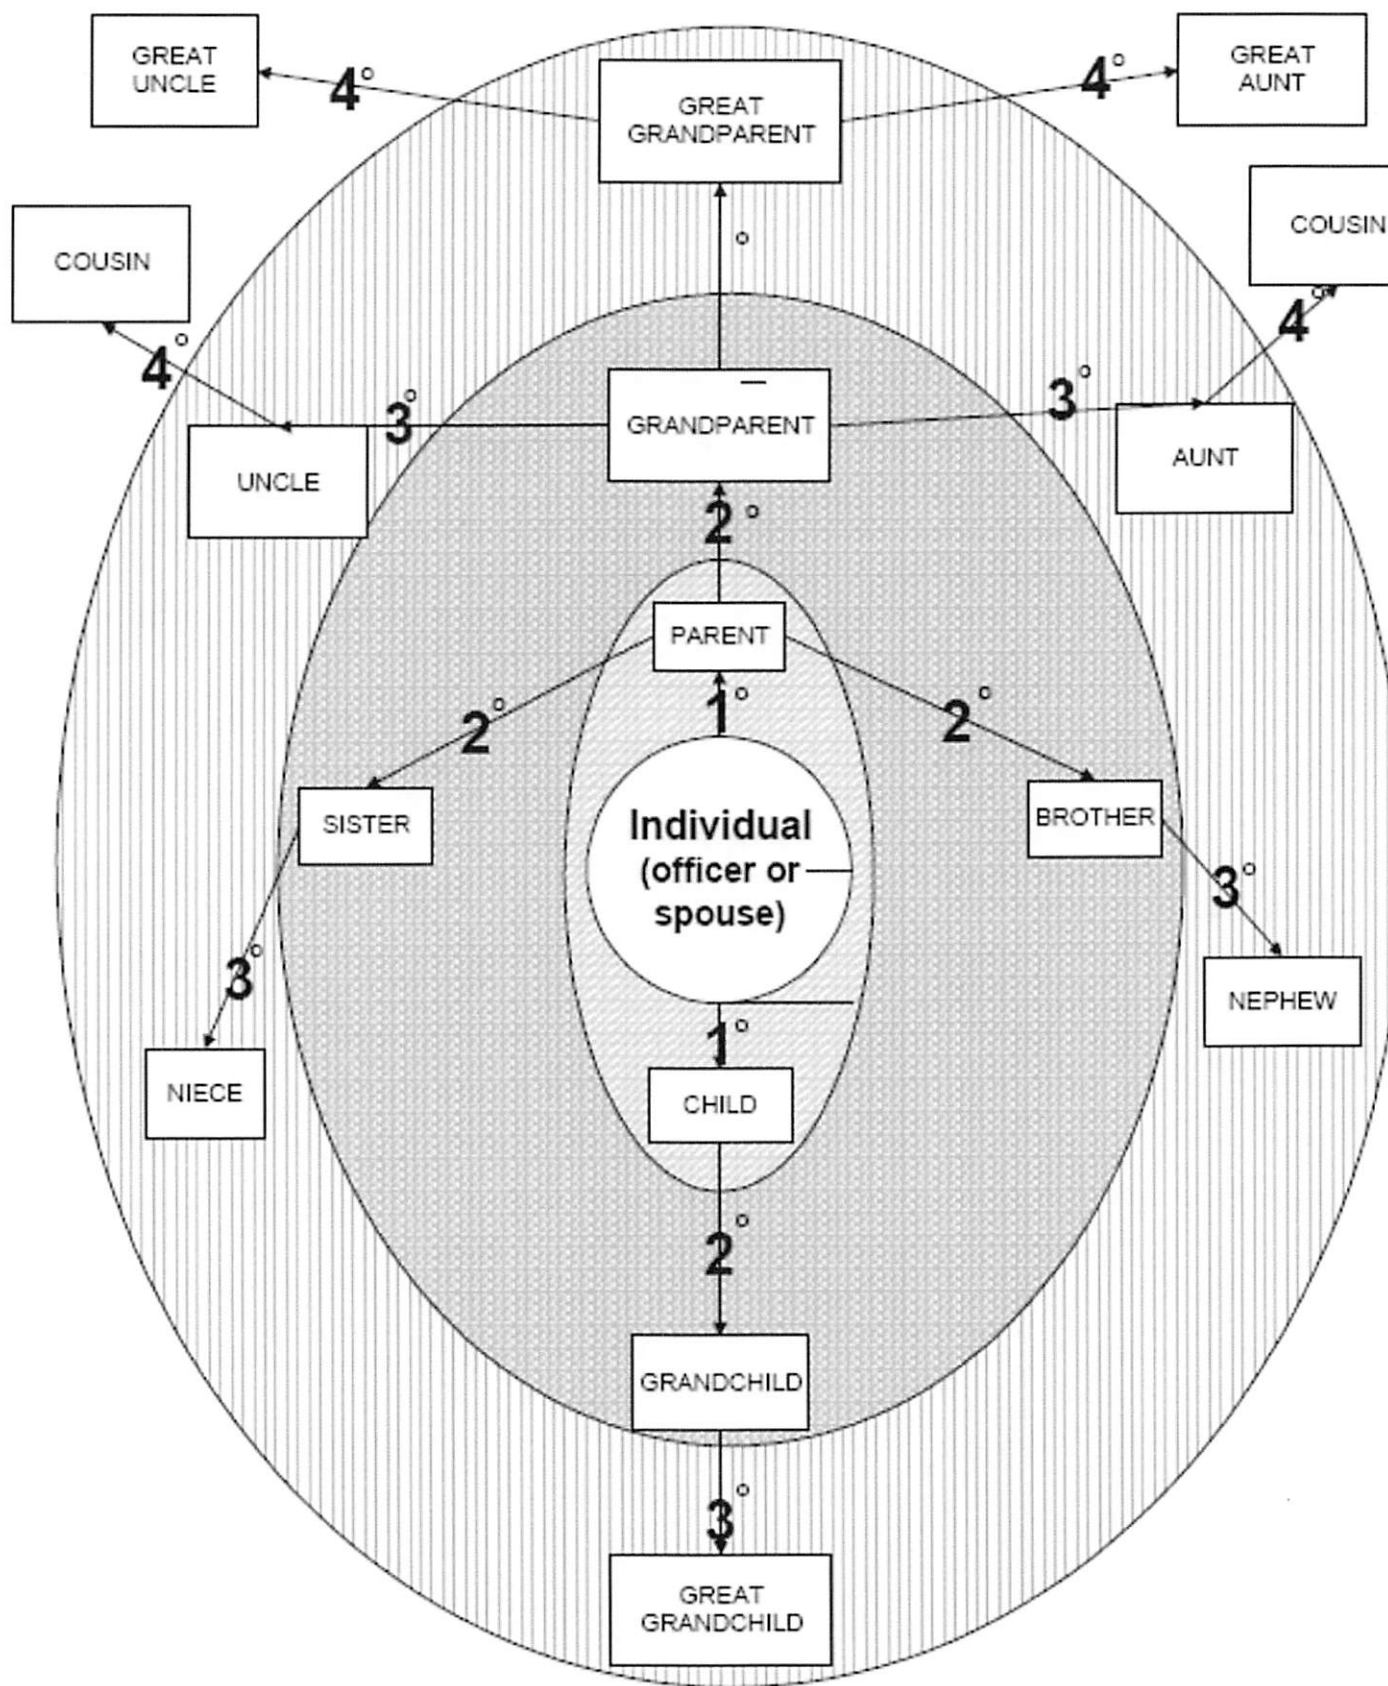 GREAT
UNCLE
4°
GREAT
GRANDPARENT
4°
GREAT
AUNT
COUSIN
COUSIN
°
4°
4°
3°
GRANDPARENT
3°
UNCLE
AUNT
2°
PARENT
1°
2°
2°
SISTER
Individual
(officer or
spouse)
BROTHER
3°
3°
NIECE
NEPHEW
1°
CHILD
2°
GRANDCHILD
3°
GREAT
GRANDCHILD